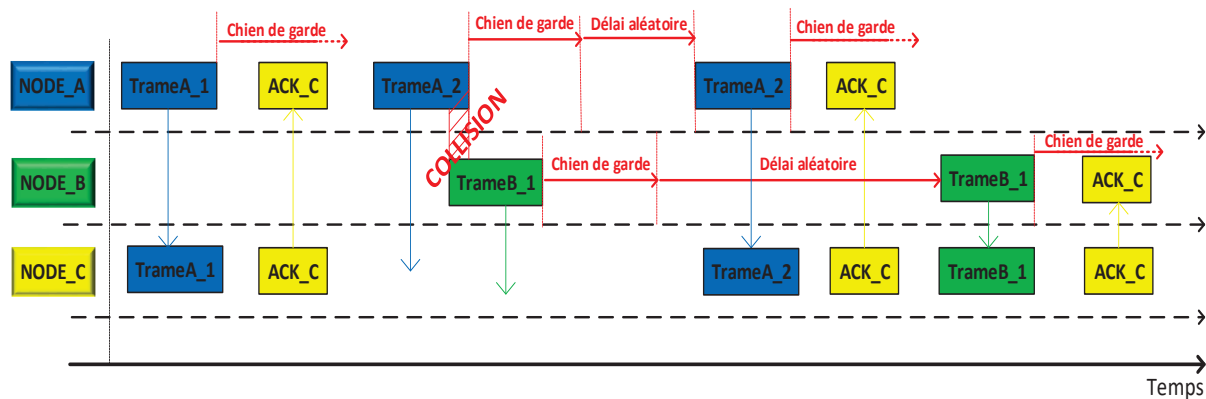 Chien de garde
Chien de garde
Délai aléatoire
Chien de garde
NODE_A
TrameA_1
ACK_C
TrameA_2
TrameA_2
ACK_C
COLLISION
NODE_B
TrameB_1
Chien de garde
Délai aléatoire
TrameB_1
Chien de garde
ACK_C
NODE_C
TrameA_1
ACK_C
TrameA_2
ACK_C
TrameB_1
ACK_C
Temps